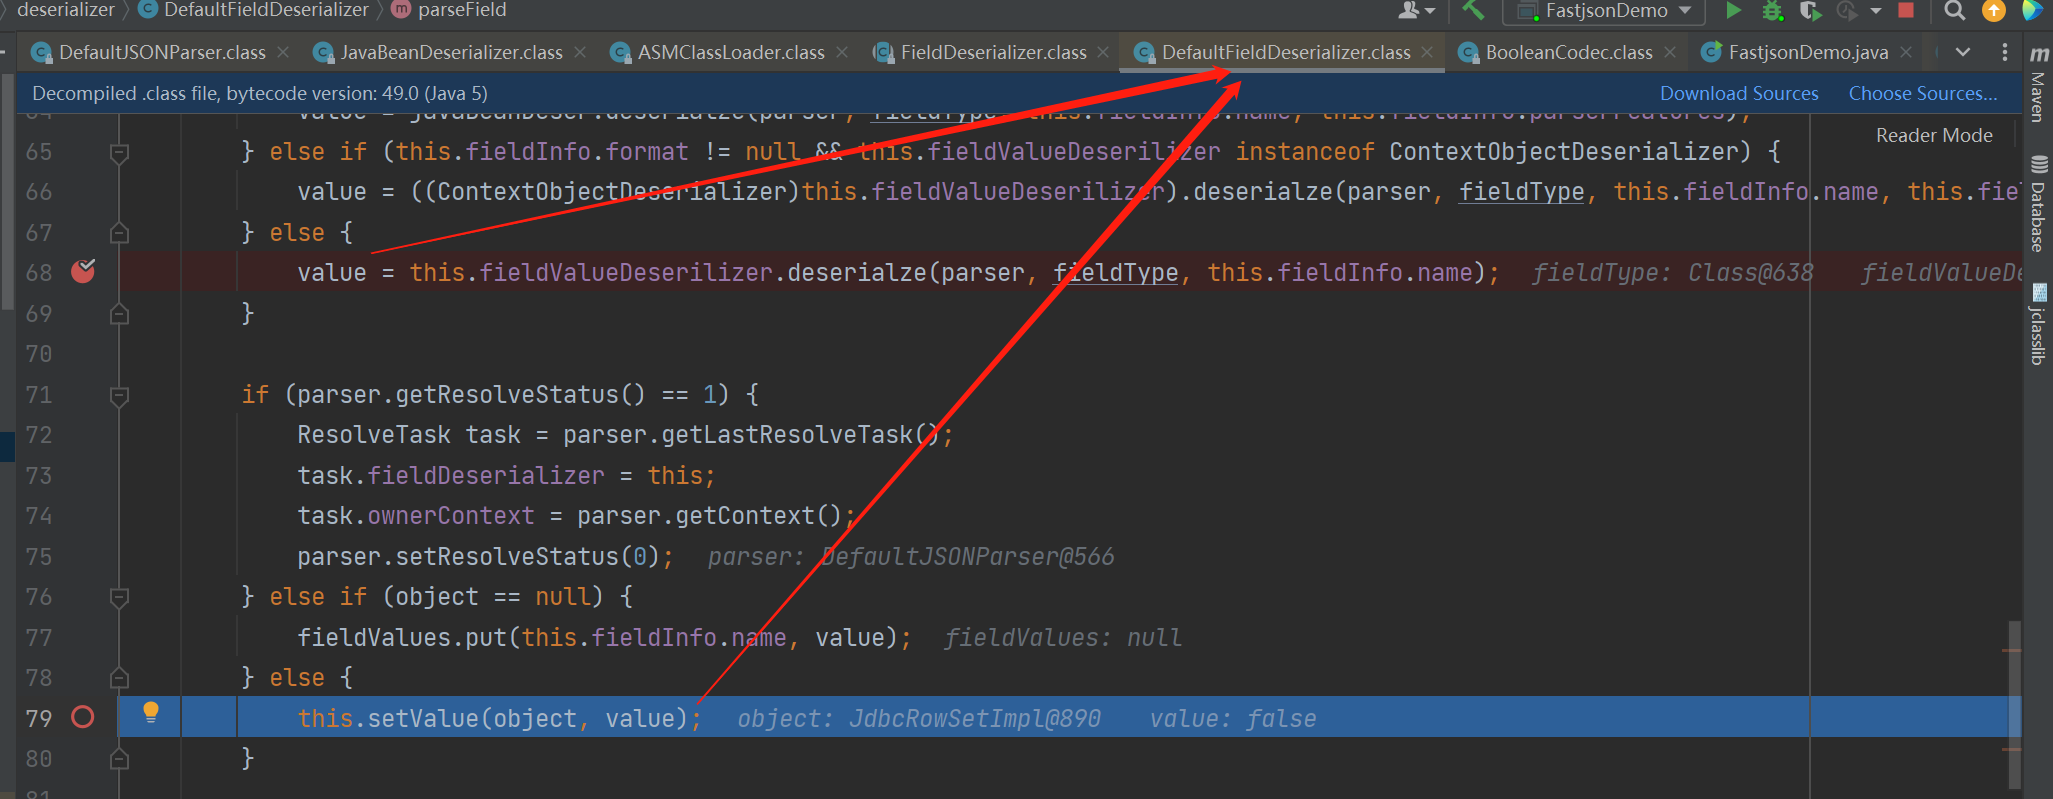 deserializer DefaultFieldDeserializer parseField
FastjsonDemo
DefaultJSONParser.class JavaBeanDeserializer.class ASMClassLoader.class FieldDeserializer.class DefaultFieldDeserializer.class BooleanCodec.class FastjsonDemo.java
Decompiled .class file, bytecode version: 49.0 (Java 5) Download Sources Choose Sources...
Reader Mode
65 } else if (this.fieldInfo.format != null && this.fieldValueDeserilizer instanceof ContextObjectDeserializer) {
66 value = ((ContextObjectDeserializer)this.fieldValueDeserilizer).deserialze(parser, fieldType, this.fieldInfo.name, this.fie
67 } else {
68 value = this.fieldValueDeserilizer.deserialze(parser, fieldType, this.fieldInfo.name); fieldType: Class@638 fieldValueDe
69 }
70
71 if (parser.getResolveStatus() == 1) {
72 ResolveTask task = parser.getLastResolveTask();
73 task.fieldDeserializer = this;
74 task.ownerContext = parser.getContext();
75 parser.setResolveStatus(0); parser: DefaultJSONParser@566
76 } else if (object == null) {
77 fieldValues.put(this.fieldInfo.name, value); fieldValues: null
78 } else {
79 this.setValue(object, value); object: JdbcRowSetImpl@890 value: false
80 }
81
Maven
Database
jclasslib